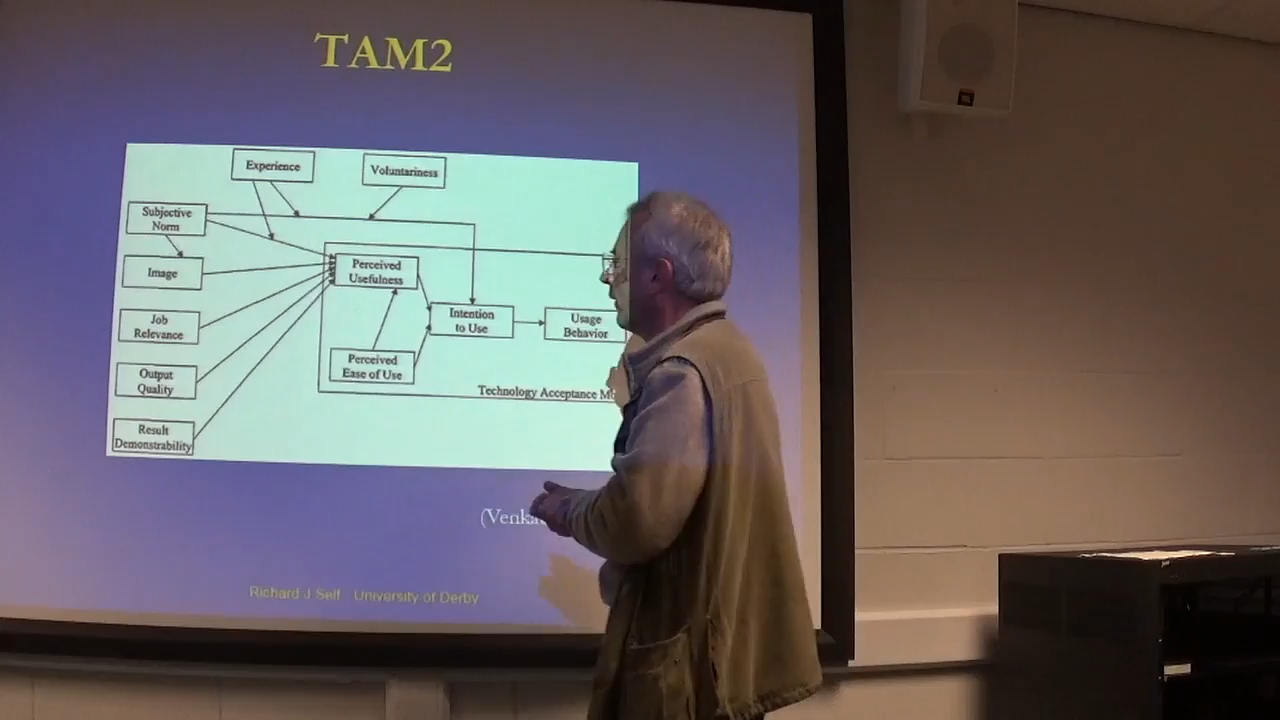 TAM2
Experience
Voluntariness
Subjective
Norm
Image
Job
Relevance
Output
Quality
Result
Demonstrability
Perceived
Usefulness
Perceived
Ease of Use
Intention
to Use
Usage
Behavior
Technology Acceptance
Richard J Self University of Derby
JBL